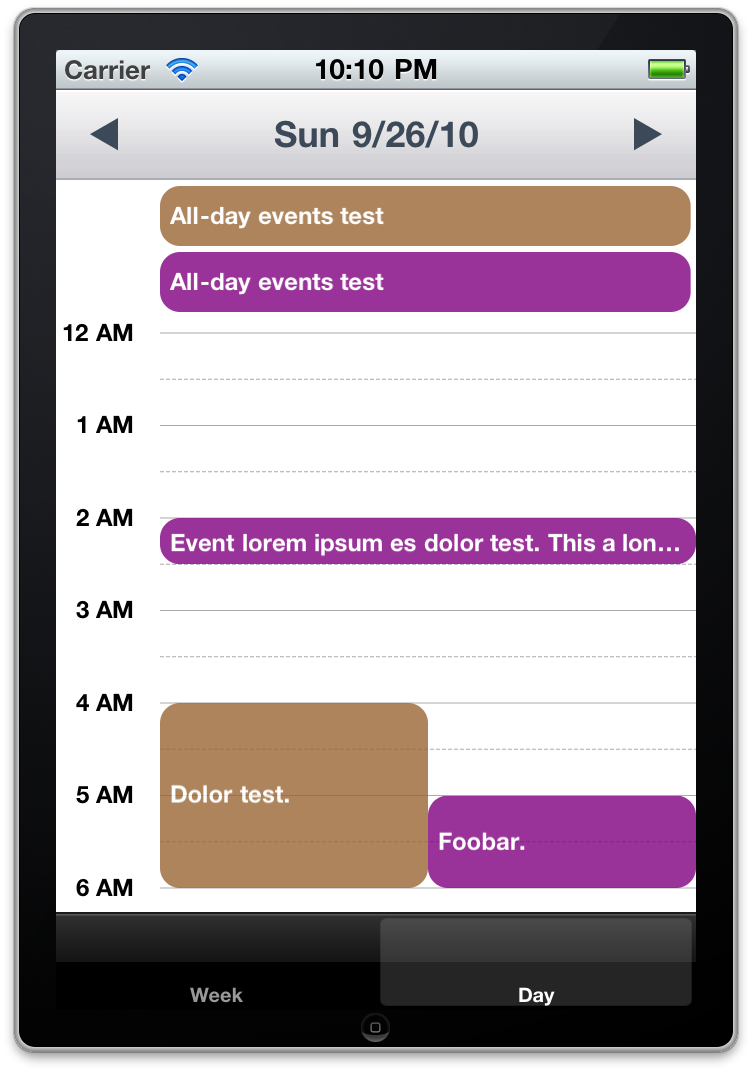 Carrier 10:10 PM
Sun 9/26/10
All-day events test
All-day events test
12 AM
1 AM
2 AM
Event lorem ipsum es dolor test. This a lon...
3 AM
4 AM
5 AM
Dolor test.
Foobar.
6 AM
Week Day